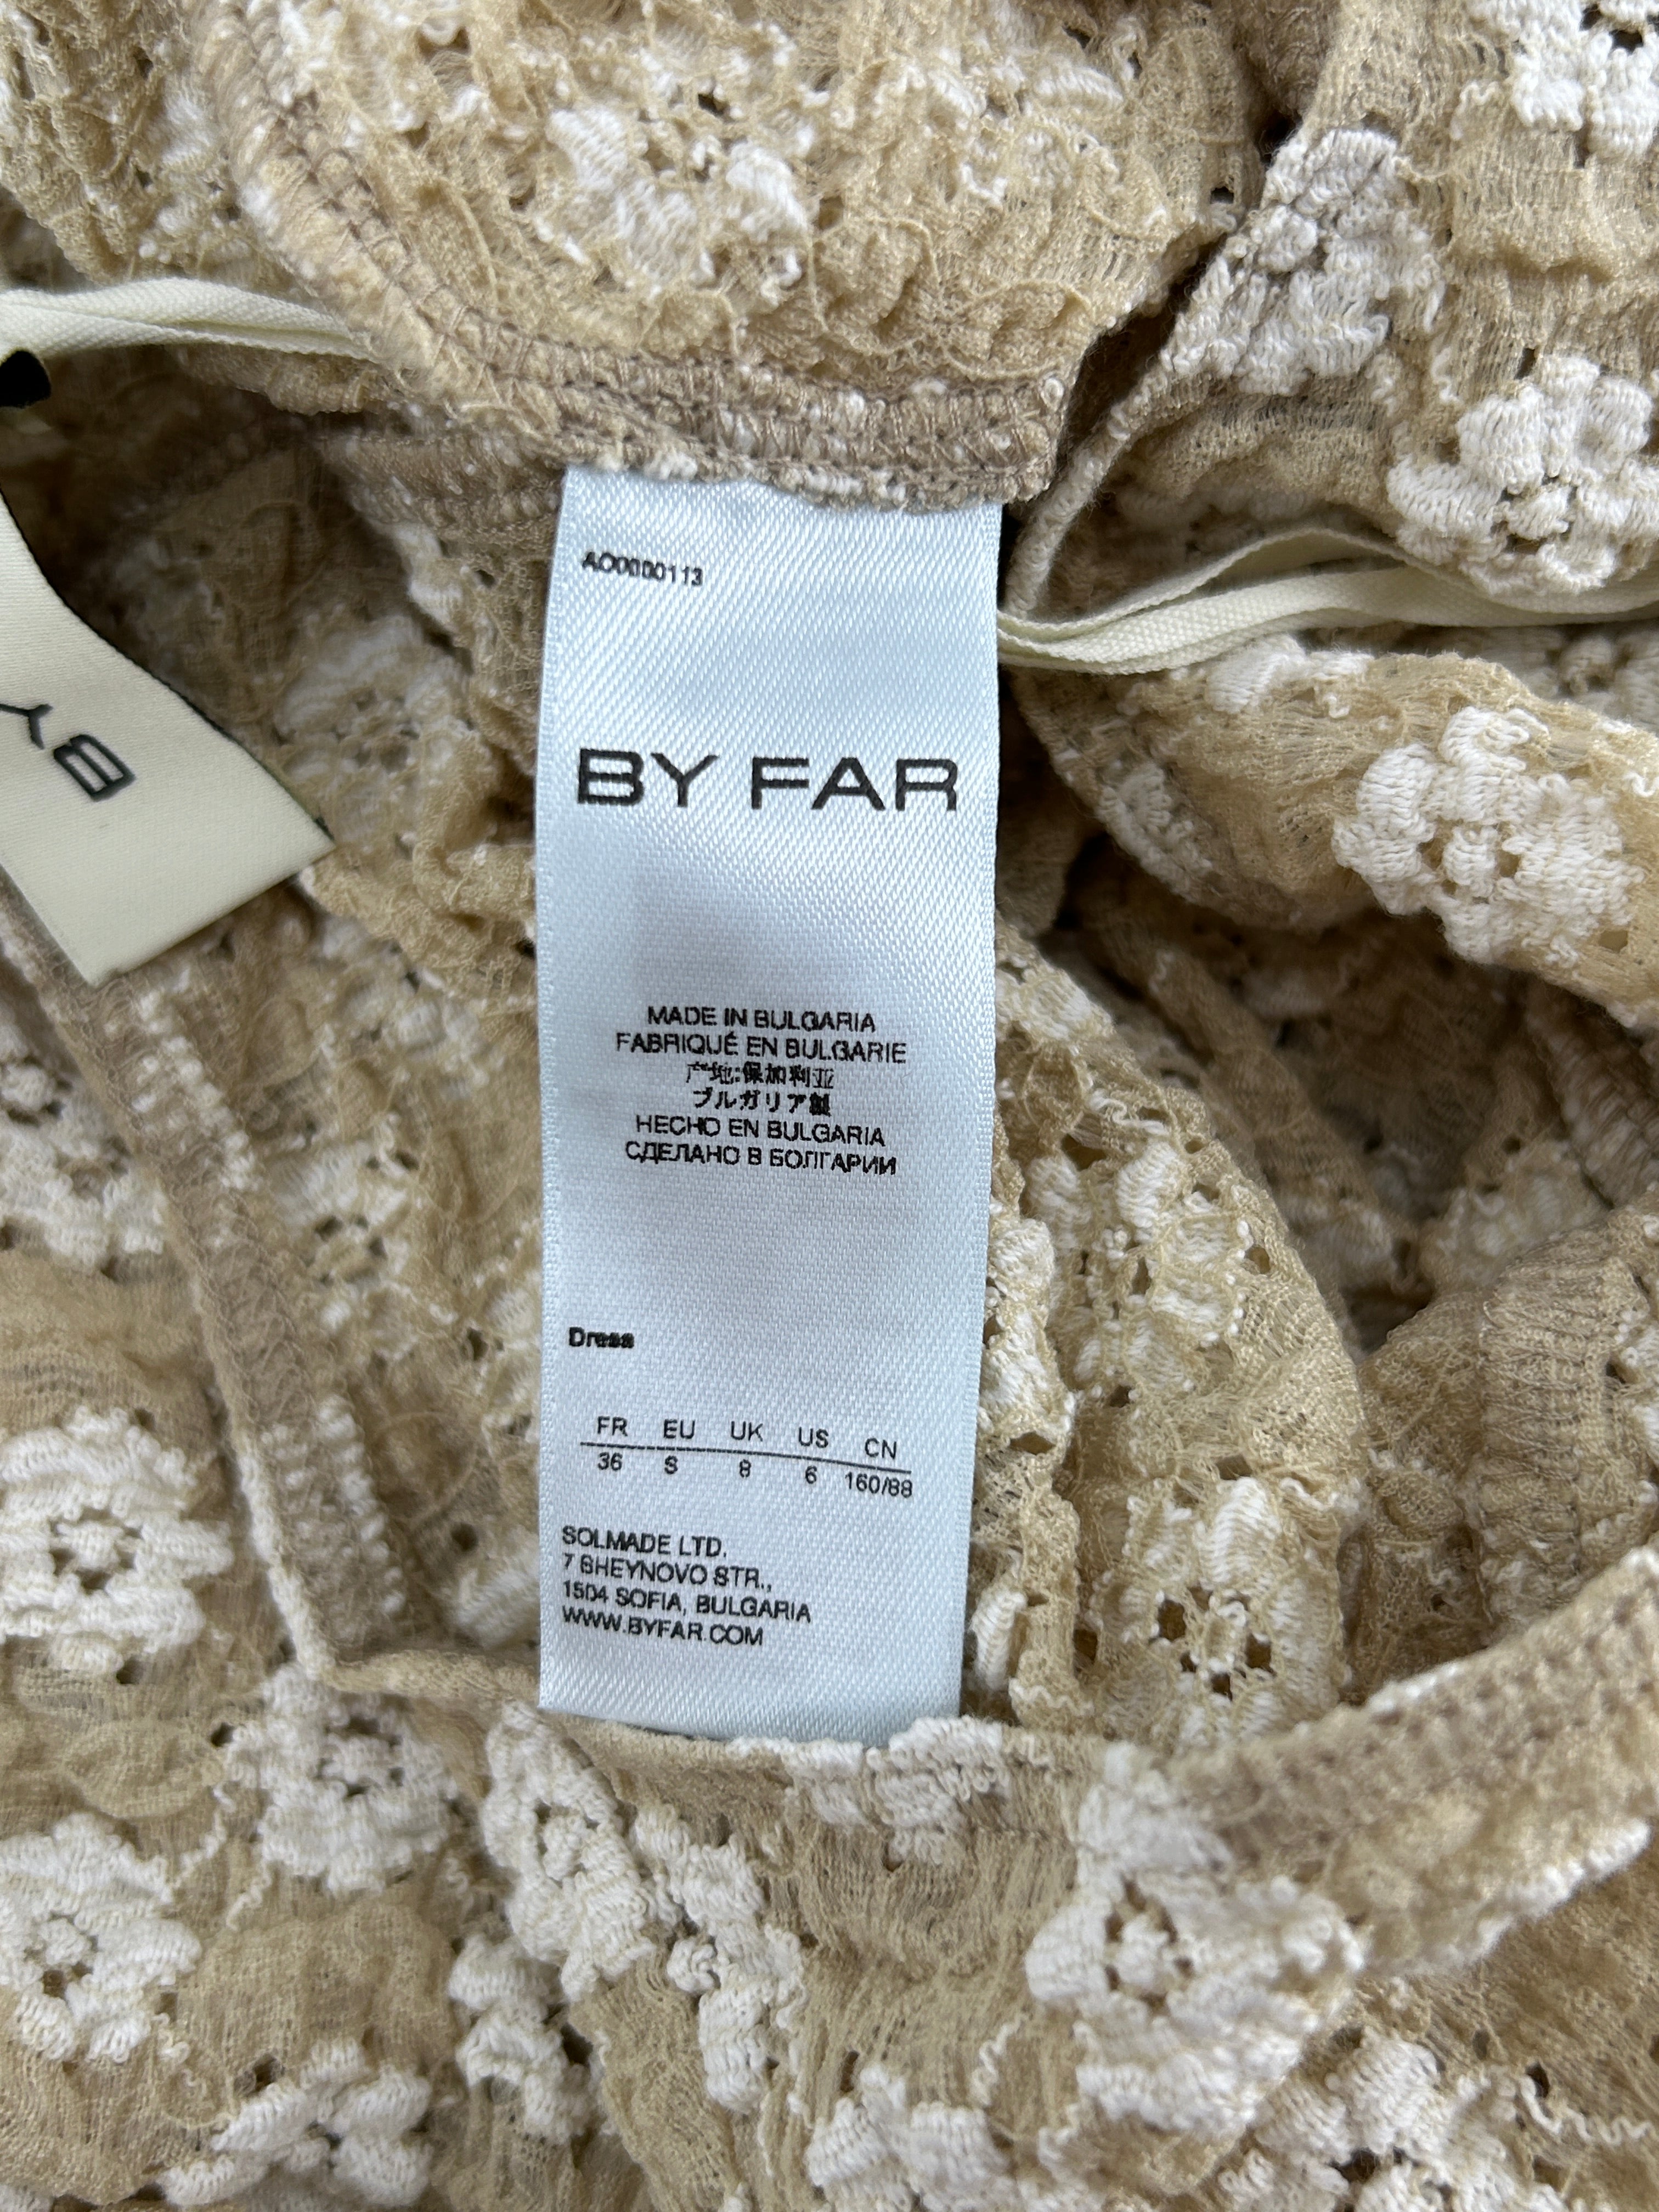 AO0000113
BY FAR
MADE IN BULGARIA
FABRIQUÉ EN BULGARIE
产地:保加利亚
ブルガリア製
HECHO EN BULGARIA
СДЕЛАНО В БОЛГАРИИ
Dress
FR EU UK US CN
36 S 8 6 160/88
SOLMADE LTD.
7 SHEYNOVO STR.,
1504 SOFIA, BULGARIA
WWW.BYFAR.COM
BY